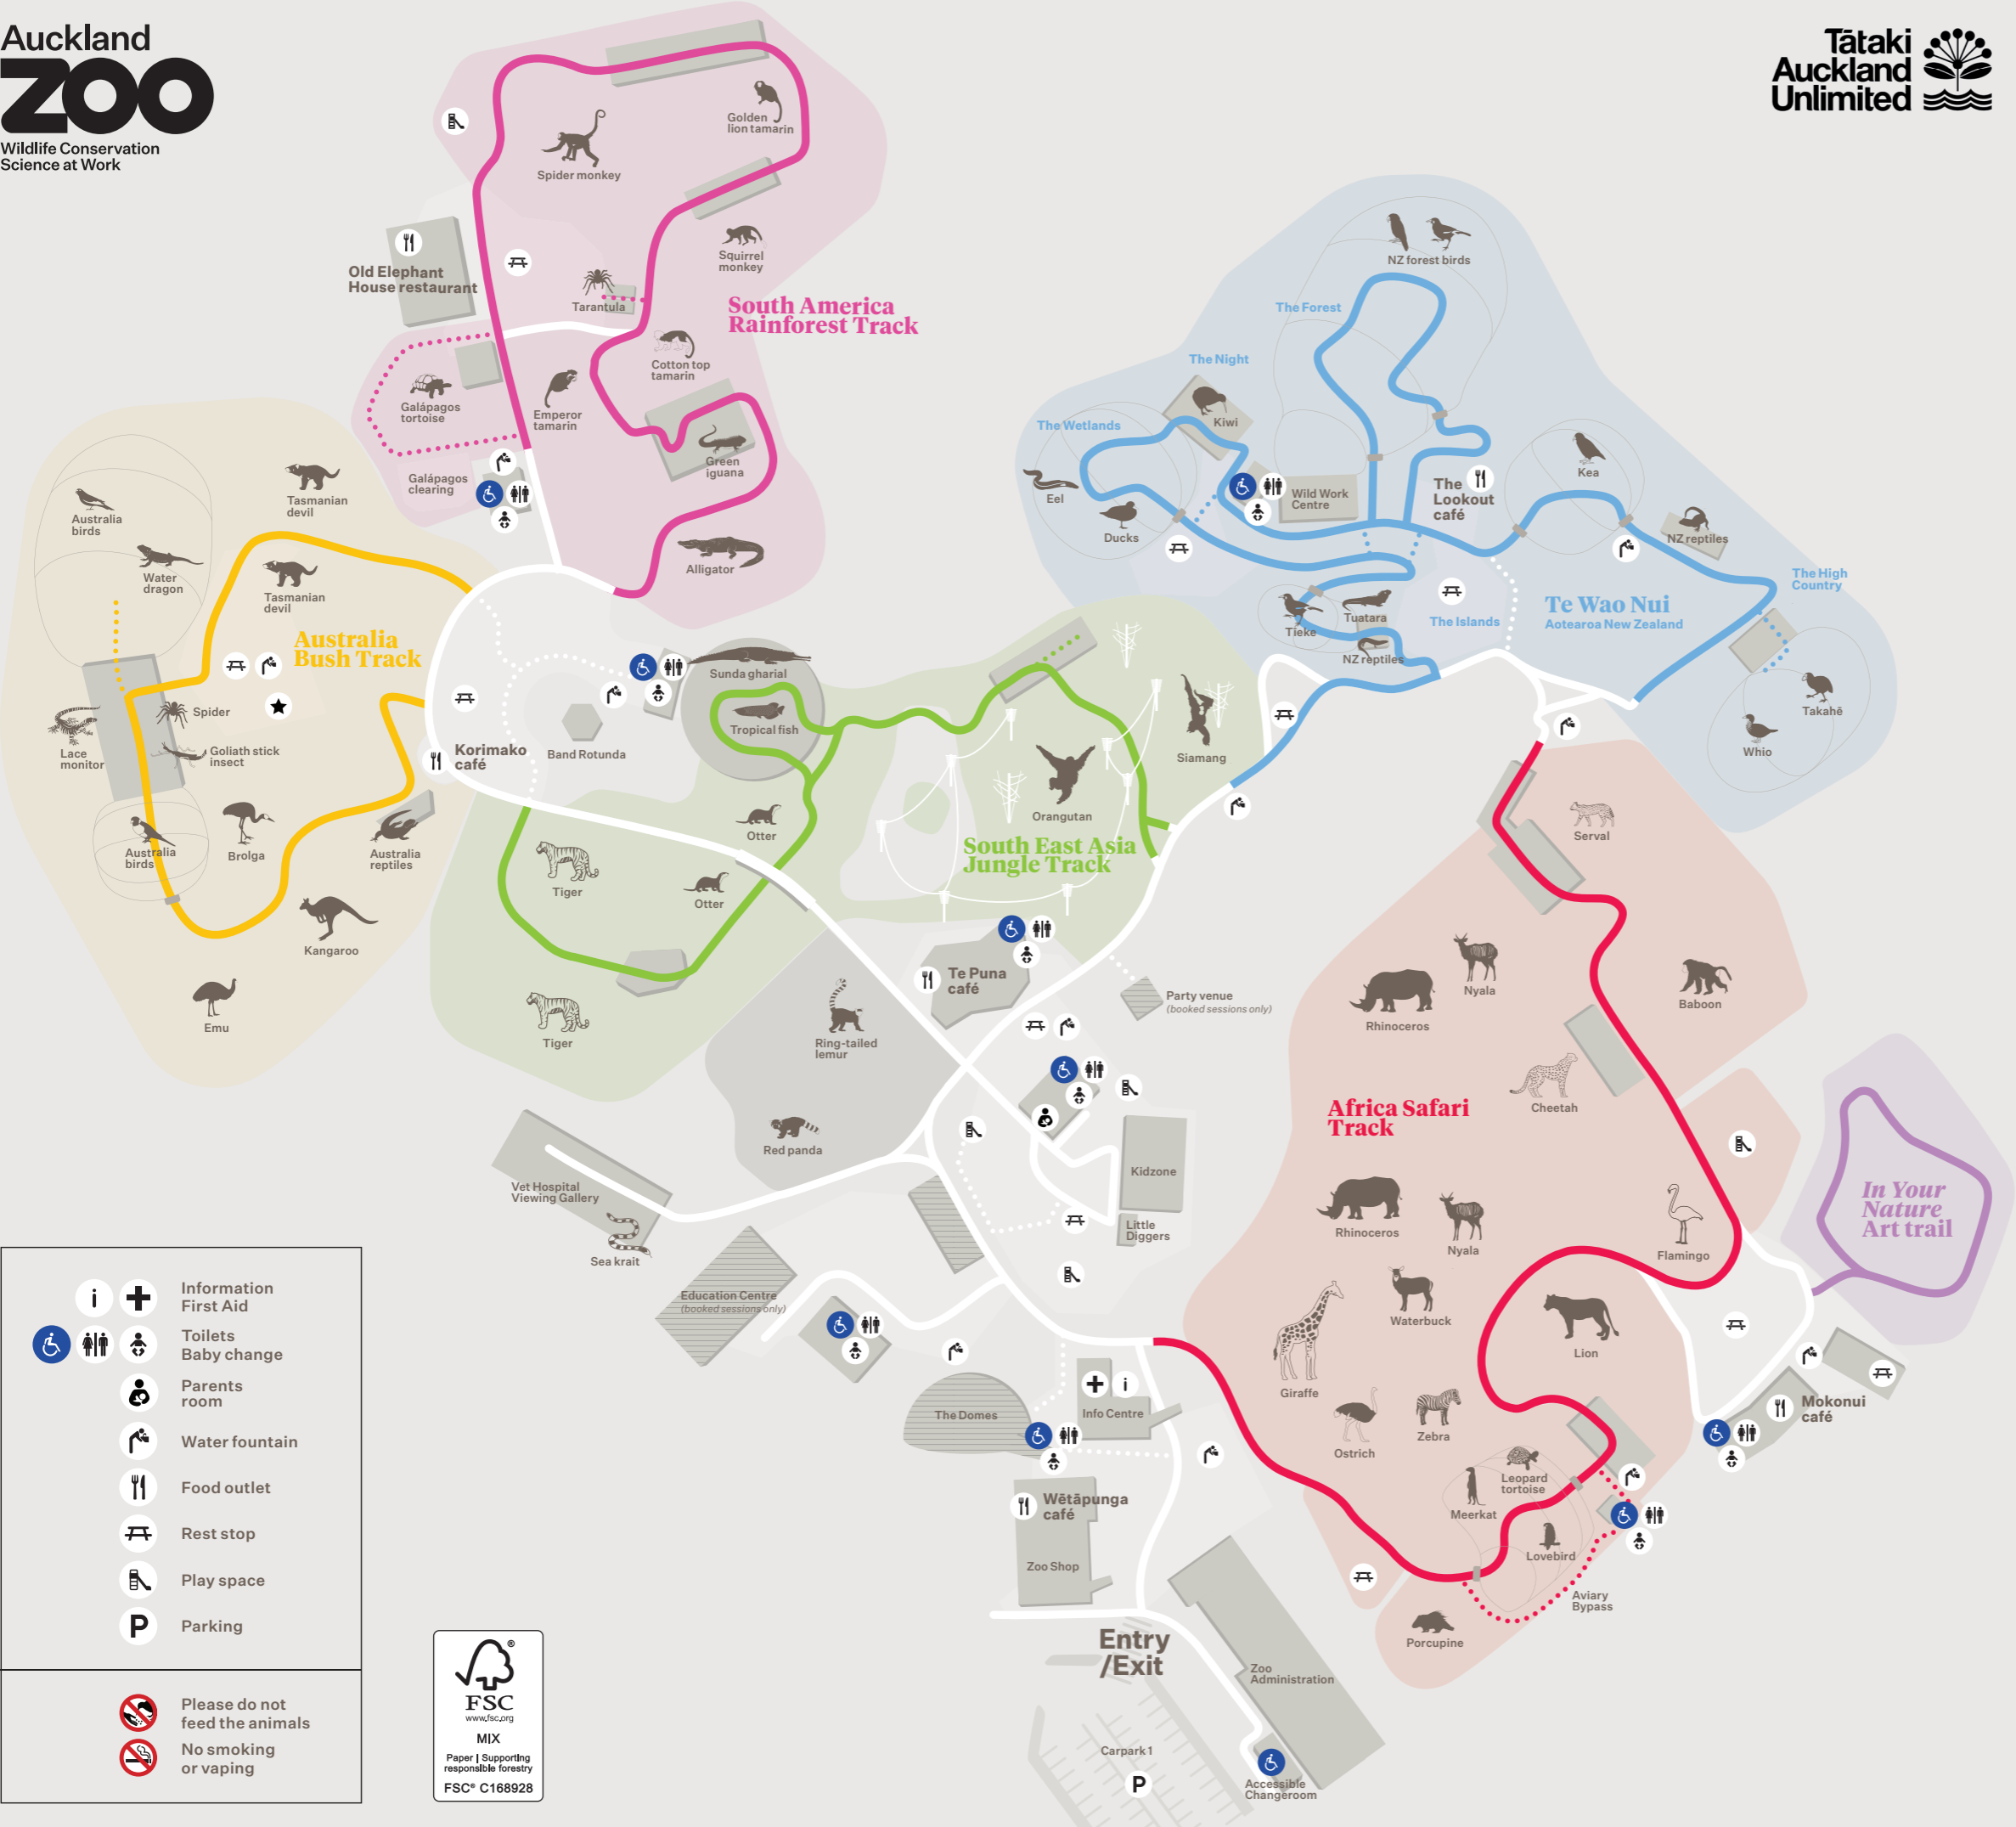 Auckland
ZOO
Wildlife Conservation
Science at Work
Tātaki
Auckland
Unlimited
Spider monkey
Golden
lion tamarin
Squirrel
monkey
Old Elephant
House restaurant
Tarantula
South America
Rainforest Track
Cotton top
tamarin
Galápagos
tortoise
Emperor
tamarin
Green
iguana
Galápagos
clearing
Alligator
NZ forest birds
The Forest
The Night
Kiwi
The Wetlands
Eel
Ducks
Wild Work
Centre
The
Lookout
café
Kea
NZ reptiles
The High
Country
Te Wao Nui
Aotearoa New Zealand
Tieke
Tuatara
The Islands
NZ reptiles
Takahē
Whio
Australia
birds
Tasmanian
devil
Water
dragon
Tasmanian
devil
Australia
Bush Track
Spider
Lace
monitor
Goliath stick
insect
Korimako
café
Band Rotunda
Australia
birds
Brolga
Australia
reptiles
Kangaroo
Emu
Sunda gharial
Tropical fish
Siamang
Orangutan
South East Asia
Jungle Track
Otter
Tiger
Otter
Tiger
Te Puna
café
Party venue
(booked sessions only)
Ring-tailed
lemur
Red panda
Vet Hospital
Viewing Gallery
Sea krait
Kidzone
Little
Diggers
Education Centre
(booked sessions only)
The Domes
Info Centre
Wētāpunga
café
Zoo Shop
Entry
/Exit
Zoo
Administration
Carpark 1
P
Accessible
Changeroom
Serval
Nyala
Rhinoceros
Baboon
Cheetah
Africa Safari
Track
Rhinoceros
Nyala
Flamingo
Waterbuck
Giraffe
Lion
Ostrich
Zebra
Leopard
tortoise
Meerkat
Lovebird
Aviary
Bypass
Porcupine
Mokonui
café
In Your
Nature
Art trail
i
i
Information
First Aid
Toilets
Baby change
Parents
room
Water fountain
Food outlet
Rest stop
Play space
P
Parking
Please do not
feed the animals
No smoking
or vaping
®
FSC
www.fsc.org
MIX
Paper | Supporting
responsible forestry
FSC® C168928